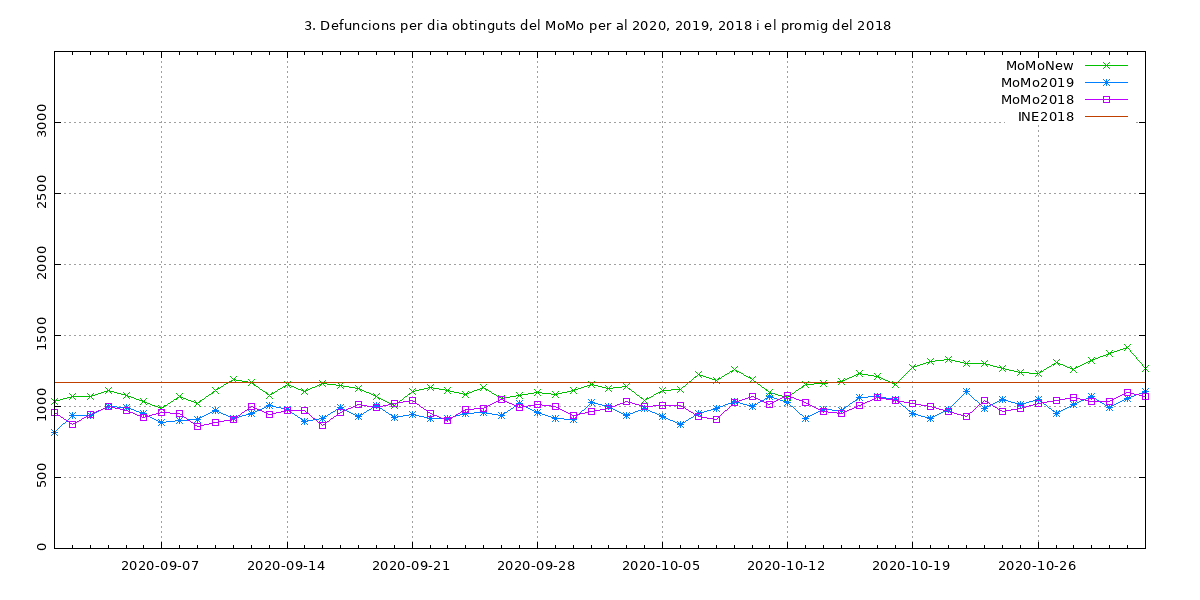 3. Defuncions per dia obtinguts del MoMo per al 2020, 2019, 2018 i el promig del 2018
MoMoNew
MoMo2019
MoMo2018
INE2018
3000
2500
2000
1500
1000
500
0
2020-09-07 2020-09-14 2020-09-21 2020-09-28 2020-10-05 2020-10-12 2020-10-19 2020-10-26